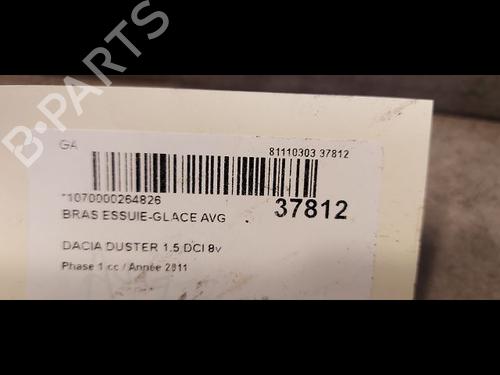 B-PARTS
GA
81110303 37812
*1070000264826
37812
BRAS ESSUIE-GLACE AVG
DACIA DUSTER 1.5 DCI 8v
Phase 1 cc / Année 2011